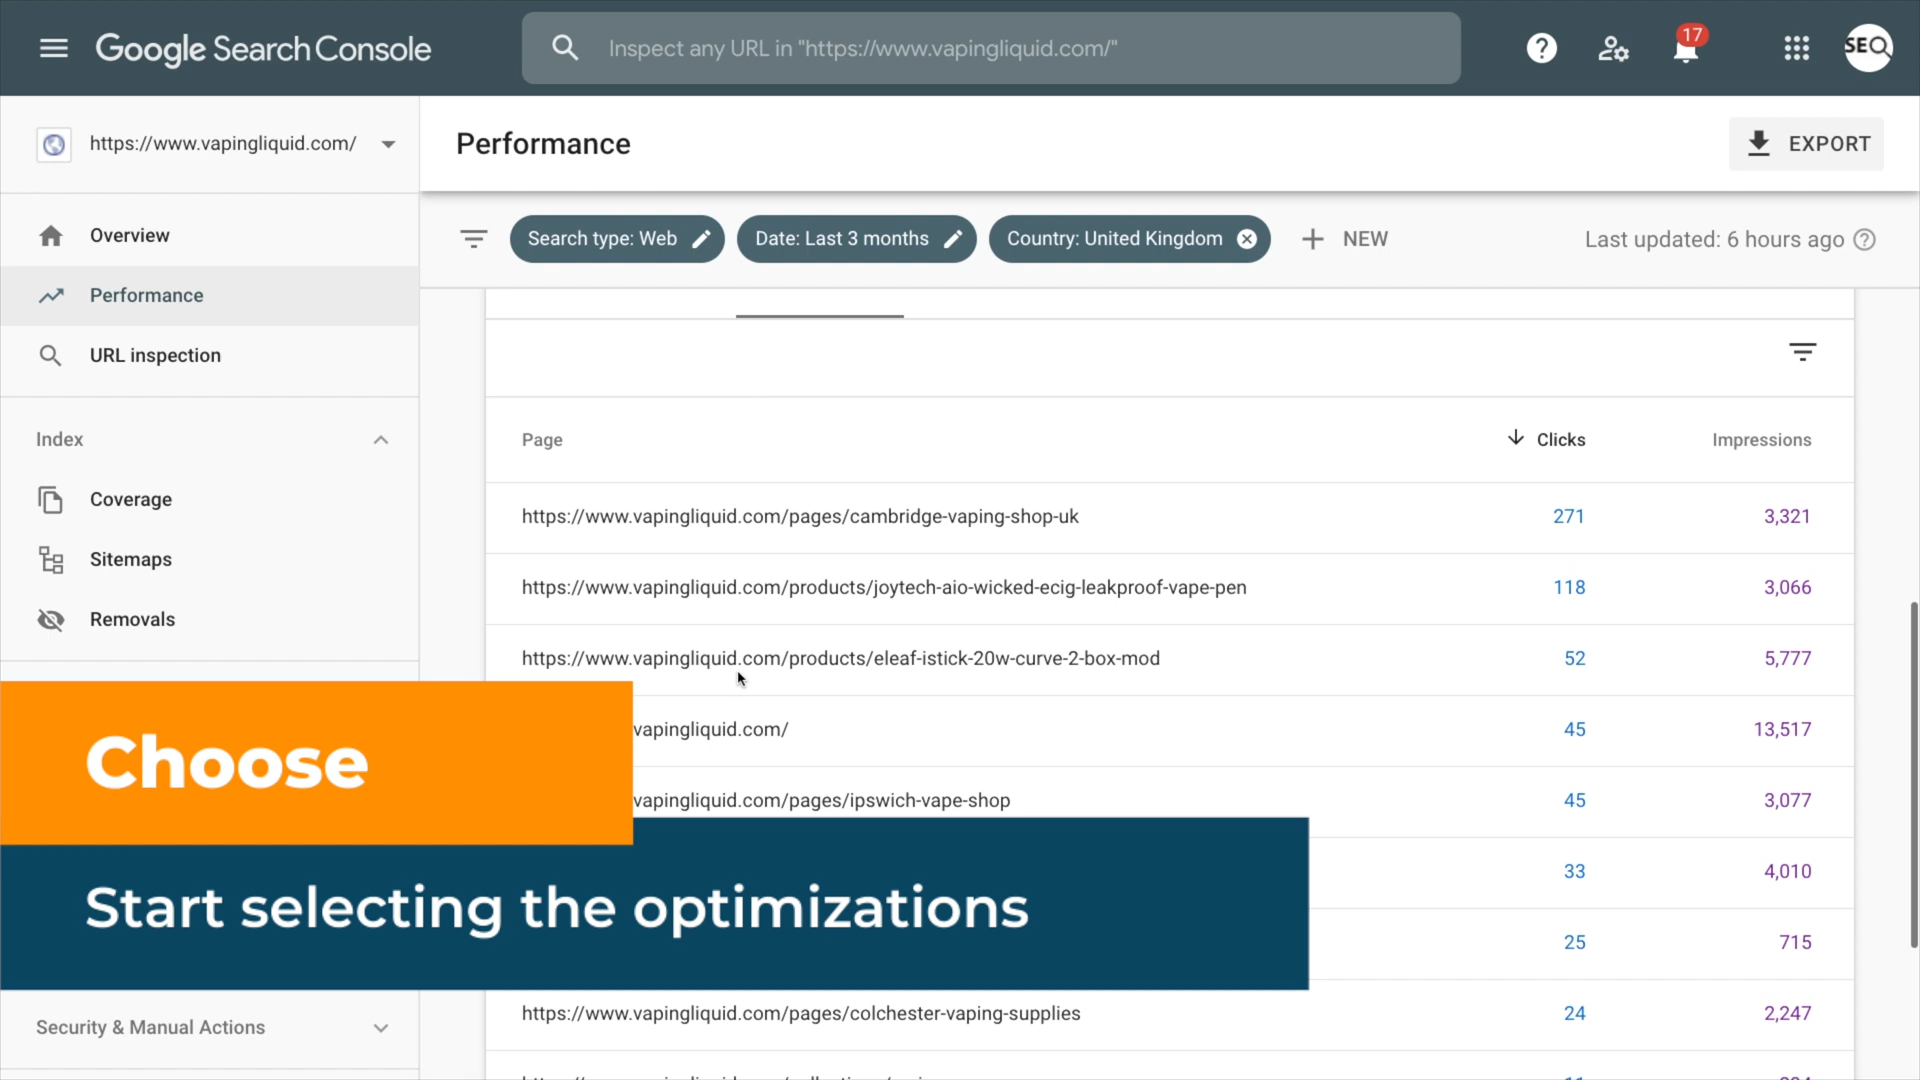 Google Search Console
Inspect any URL in "https://www.vapingliquid.com/"
17
SEO
https://www.vapingliquid.com/
Performance
EXPORT
Overview
Performance
URL inspection
Index
Coverage
Sitemaps
Removals
Security & Manual Actions
Search type: Web
Date: Last 3 months
Country: United Kingdom
NEW
Last updated: 6 hours ago
Page Clicks Impressions
https://www.vapingliquid.com/pages/cambridge-vaping-shop-uk 271 3,321
https://www.vapingliquid.com/products/joytech-aio-wicked-ecig-leakproof-vape-pen 118 3,066
https://www.vapingliquid.com/products/eleaf-istick-20w-curve-2-box-mod 52 5,777
vapingliquid.com/ 45 13,517
vapingliquid.com/pages/ipswich-vape-shop 45 3,077
33 4,010
25 715
https://www.vapingliquid.com/pages/colchester-vaping-supplies 24 2,247
Choose
Start selecting the optimizations